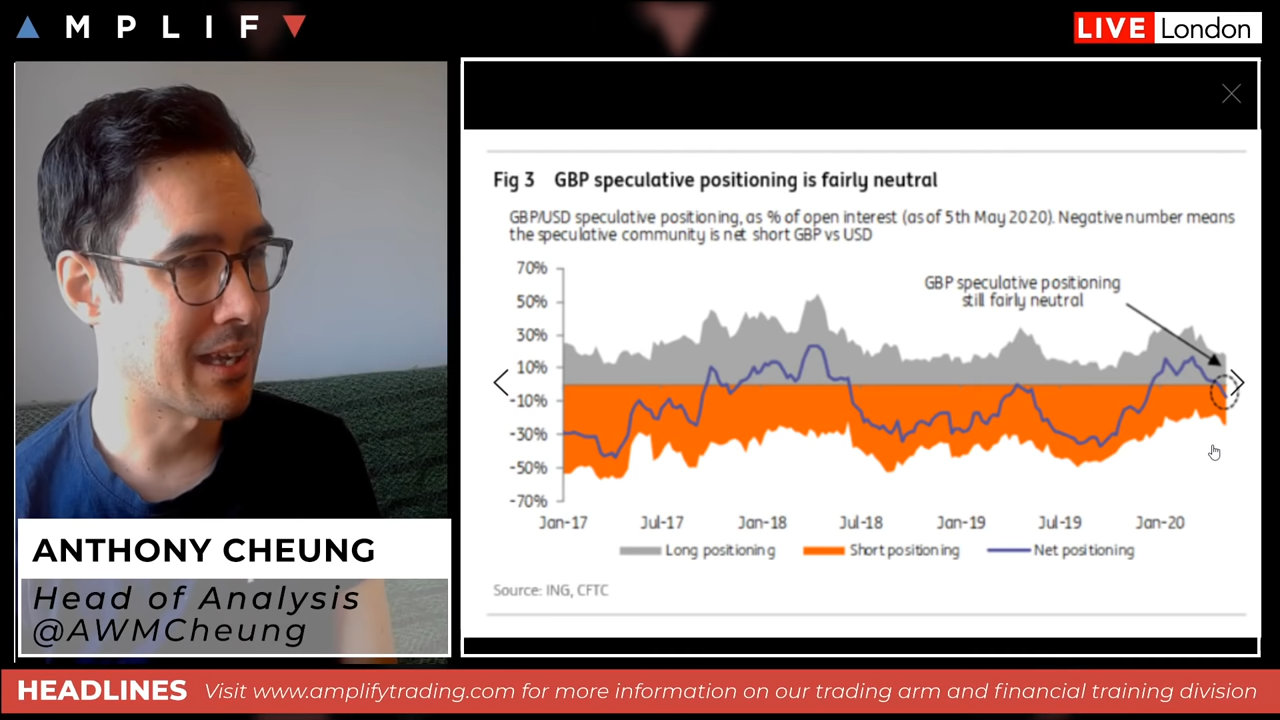 ▲ M P L I F ▼
LIVE London
Fig 3 GBP speculative positioning is fairly neutral
GBP/USD speculative positioning, as % of open interest (as of 5th May 2020). Negative number means
the speculative community is net short GBP vs USD
GBP speculative positioning
still fairly neutral
70%
50%
30%
10%
-10%
-30%
-50%
-70%
Jan-17 Jul-17 Jan-18 Jul-18 Jan-19 Jul-19 Jan-20
Long positioning Short positioning Net positioning
Source: ING, CFTC
ANTHONY CHEUNG
Head of Analysis
@AWMCheung
HEADLINES Visit www.amplifytrading.com for more information on our trading arm and financial training division